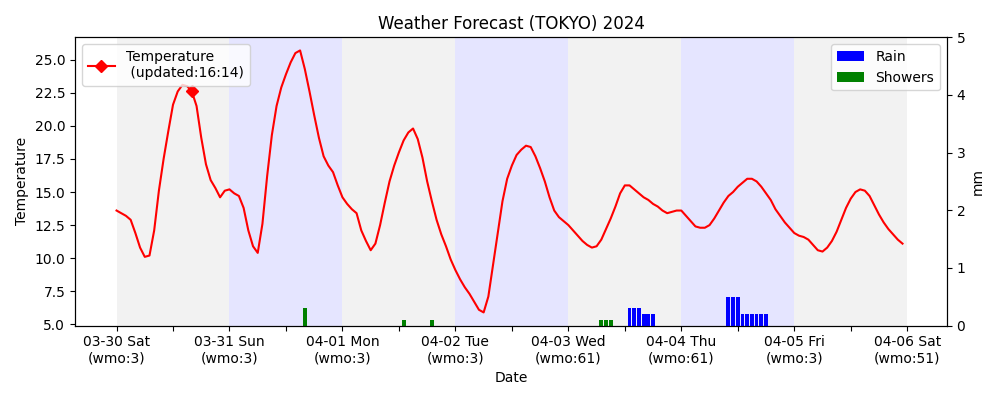 Weather Forecast (TOKYO) 2024
Temperature
(updated:16:14)
Rain
Showers
Temperature
25.0
22.5
20.0
17.5
15.0
12.5
10.0
7.5
5.0
5
4
3
2
1
0
mm
03-30 Sat
(wmo:3)
03-31 Sun
(wmo:3)
04-01 Mon
(wmo:3)
04-02 Tue
(wmo:3)
04-03 Wed
(wmo:61)
04-04 Thu
(wmo:61)
04-05 Fri
(wmo:3)
04-06 Sat
(wmo:51)
Date